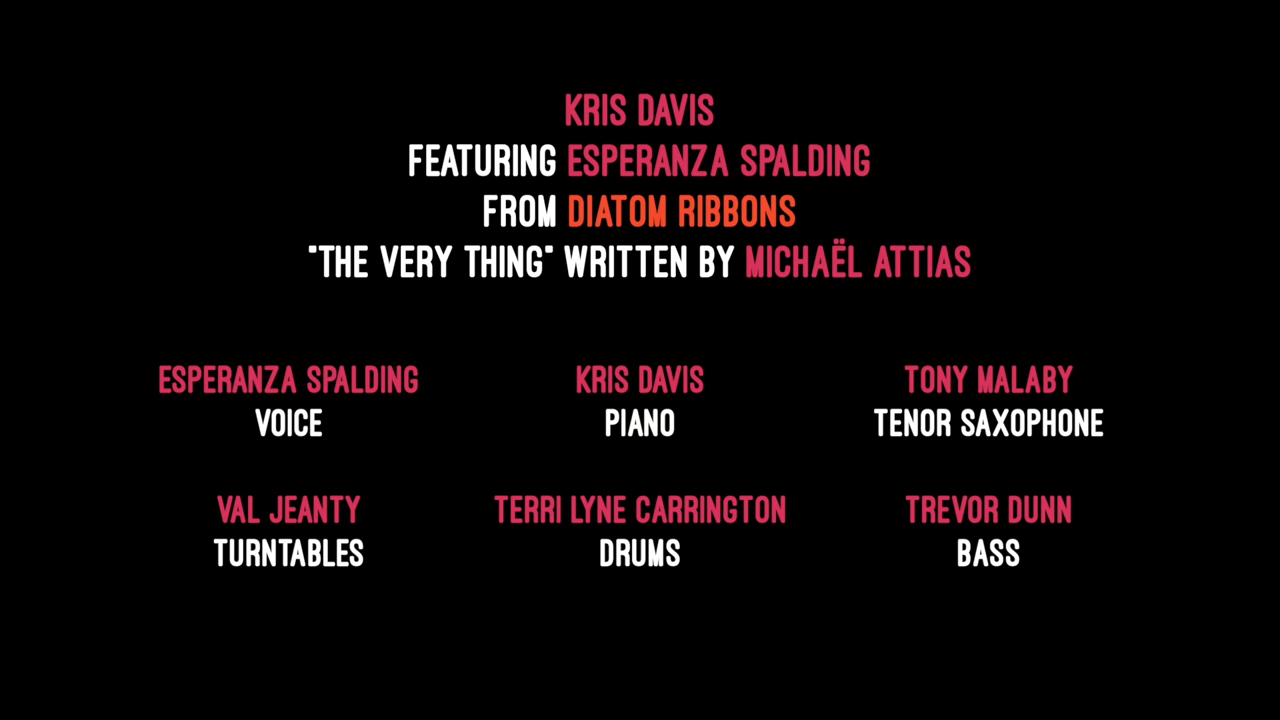 KRIS DAVIS
FEATURING ESPERANZA SPALDING
FROM DIATOM RIBBONS
"THE VERY THING" WRITTEN BY MICHAËL ATTIAS
ESPERANZA SPALDING
VOICE
KRIS DAVIS
PIANO
TONY MALABY
TENOR SAXOPHONE
VAL JEANTY
TURNTABLES
TERRI LYNE CARRINGTON
DRUMS
TREVOR DUNN
BASS